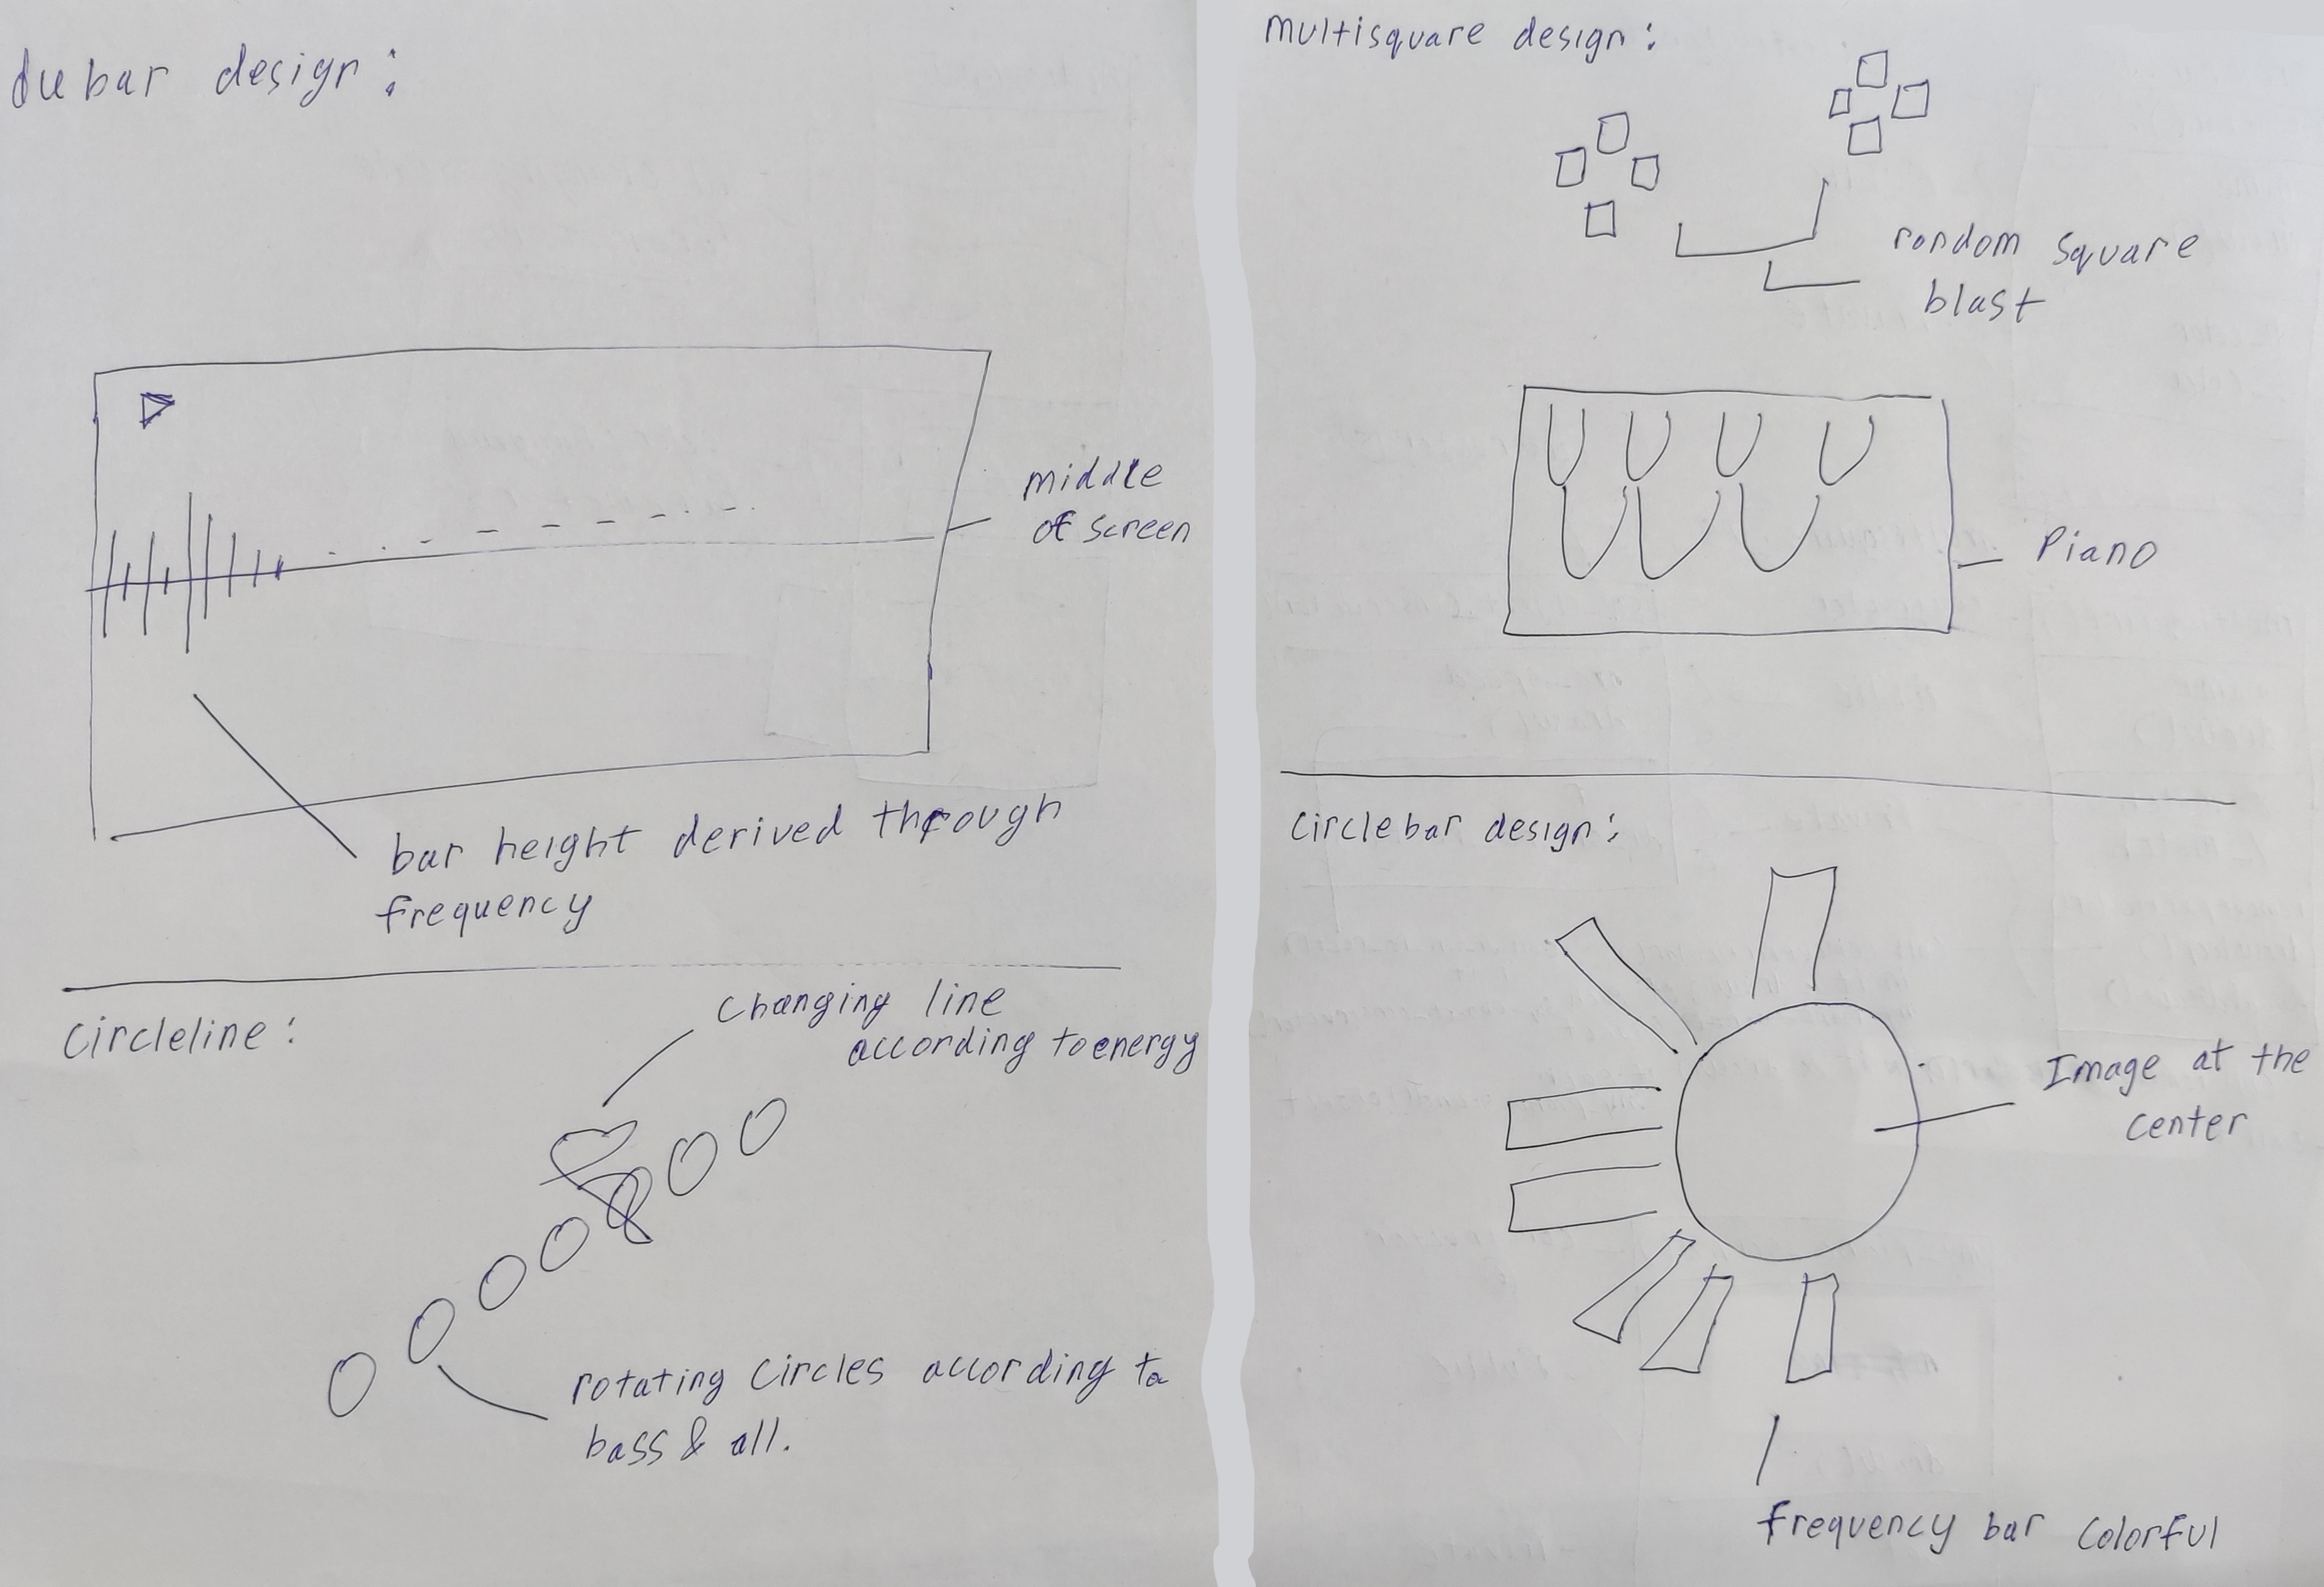 dubar design:
middle
of screen
bar height derived through
frequency
circleline:
changing line
according to energy
rotating circles according to
bass & all.
multisquare design:
random square
blast
Piano
circlebar design:
Image at the
center
frequency bar colorful